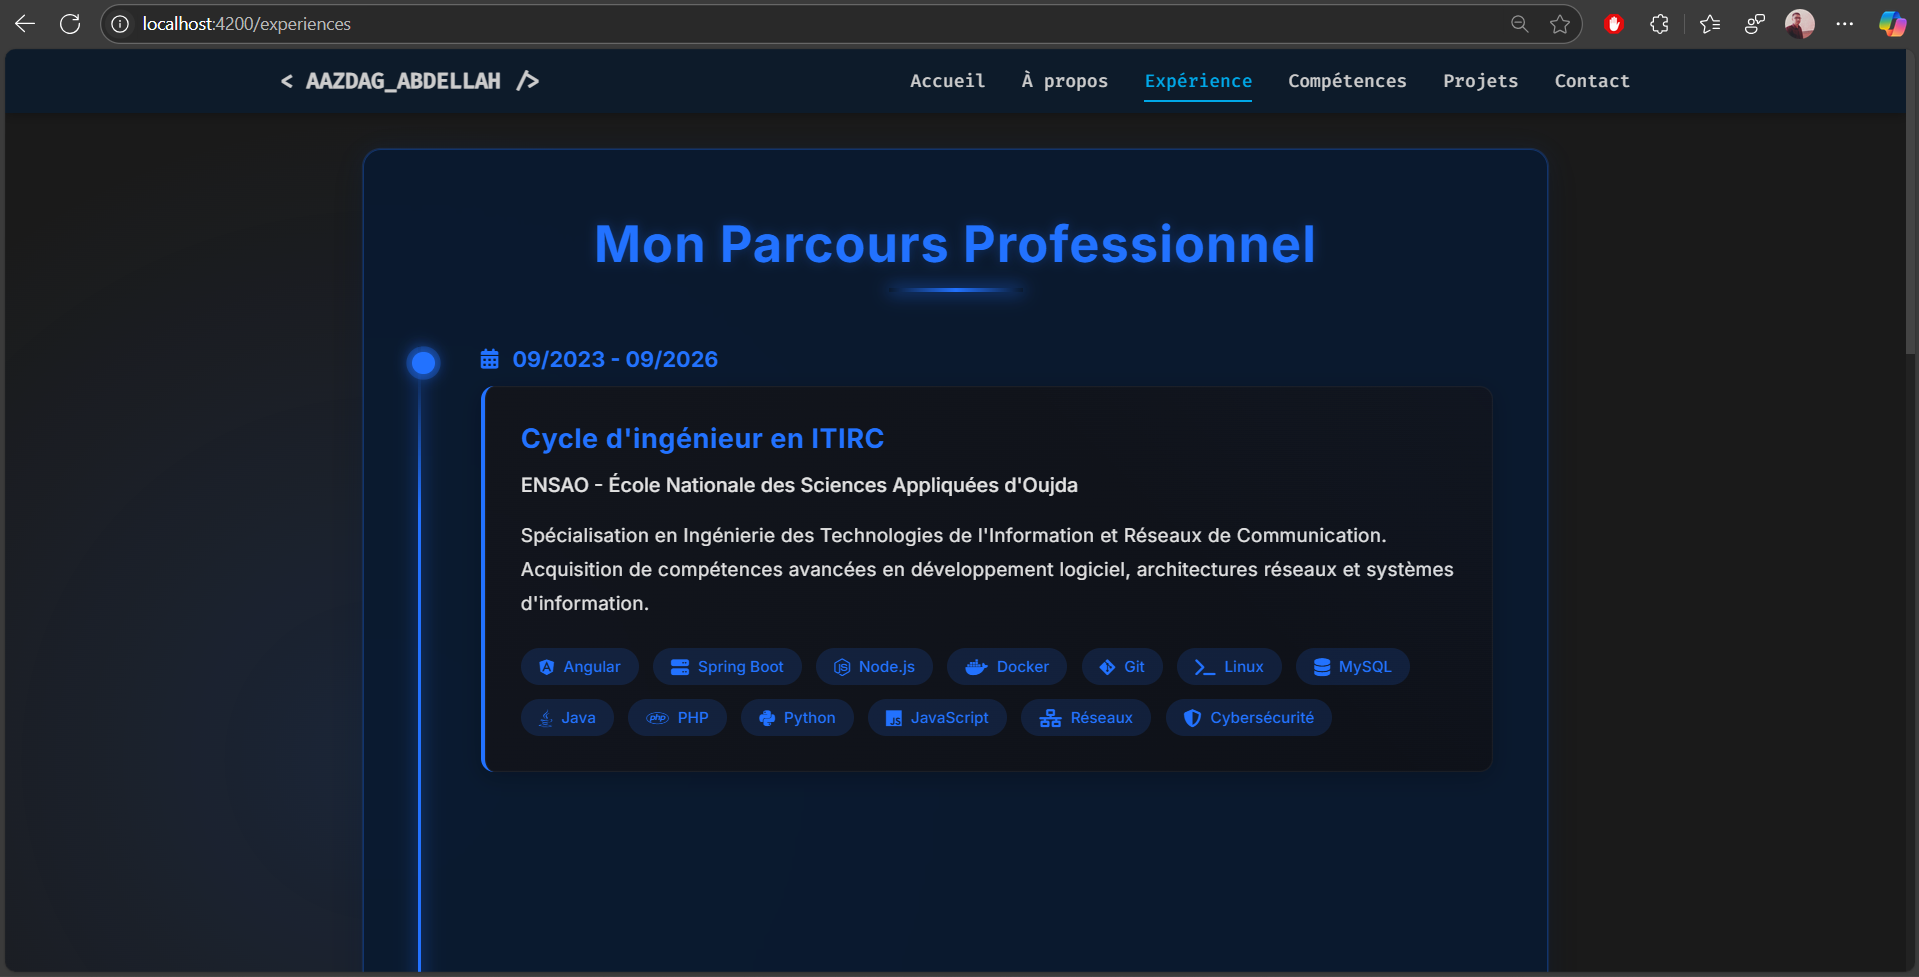 localhost:4200/experiences
< AAZDAG_ABDELLAH />
Accueil À propos Expérience Compétences Projets Contact
Mon Parcours Professionnel
09/2023 - 09/2026
Cycle d'ingénieur en ITIRC
ENSAO - École Nationale des Sciences Appliquées d'Oujda
Spécialisation en Ingénierie des Technologies de l'Information et Réseaux de Communication.
Acquisition de compétences avancées en développement logiciel, architectures réseaux et systèmes
d'information.
Angular Spring Boot Node.js Docker Git Linux MySQL
Java php PHP Python JS JavaScript Réseaux Cybersécurité